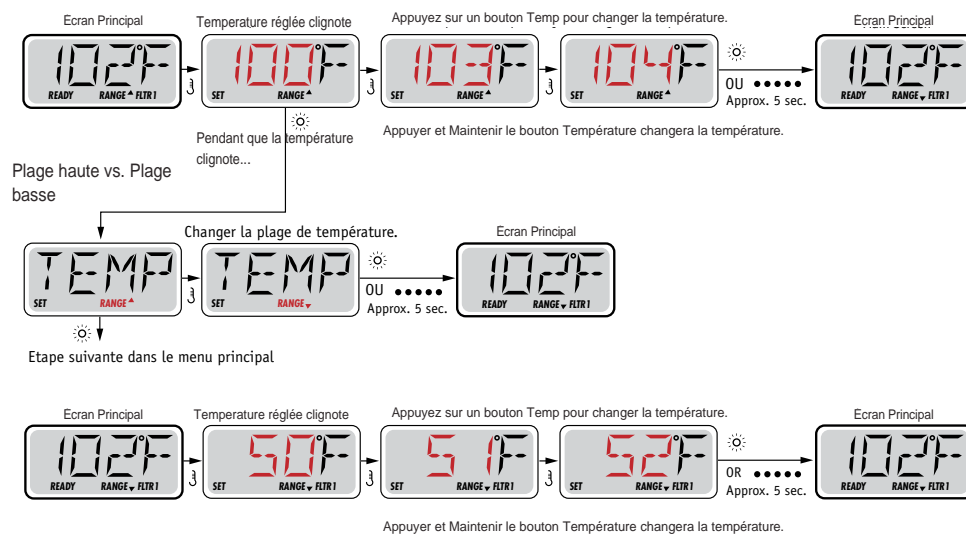 Ecran Principal
Temperature réglée clignote
Appuyez sur un bouton Temp pour changer la température.
Ecran Principal
102°F
READY RANGE FLTR1
100°F
SET RANGE
103°F
SET RANGE
104°F
SET RANGE
OU
Approx. 5 sec.
102°F
READY RANGE FLTR1
Pendant que la température
clignote...
Appuyer et Maintenir le bouton Température changera la température.
Plage haute vs. Plage
basse
Changer la plage de température.
Ecran Principal
TEMP
SET RANGE
TEMP
SET RANGE
OU
Approx. 5 sec.
102°F
READY RANGE FLTR1
Etape suivante dans le menu principal
Ecran Principal
Temperature réglée clignote
Appuyez sur un bouton Temp pour changer la température.
Ecran Principal
102°F
READY RANGE FLTR1
50°F
SET RANGE FLTR1
51°F
SET RANGE FLTR1
52°F
SET RANGE FLTR1
OR
Approx. 5 sec.
102°F
READY RANGE FLTR1
Appuyer et Maintenir le bouton Température changera la température.